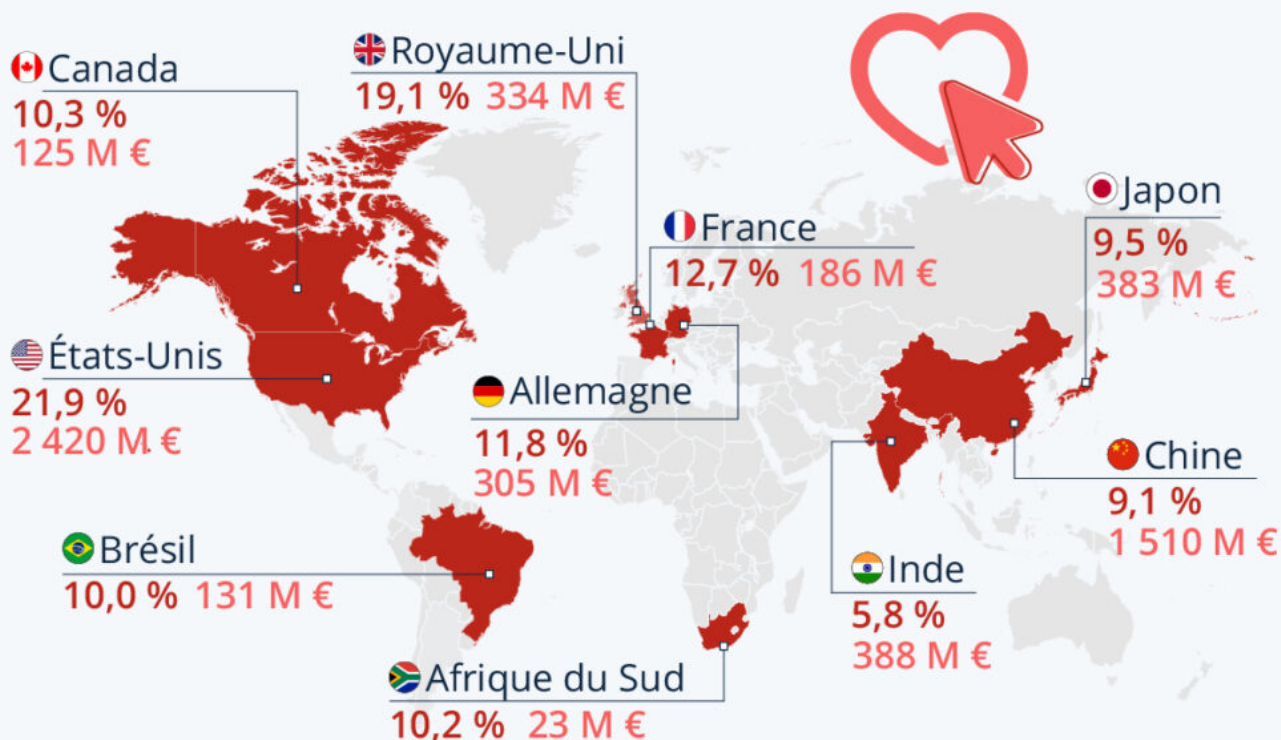 Canada
10,3 %
125 M €
Royaume-Uni
19,1 % 334 M €
France
12,7 % 186 M €
Japon
9,5 %
383 M €
États-Unis
21,9 %
2 420 M €
Allemagne
11,8 %
305 M €
Chine
9,1 %
1 510 M €
Brésil
10,0 % 131 M €
Inde
5,8 %
388 M €
Afrique du Sud
10,2 % 23 M €